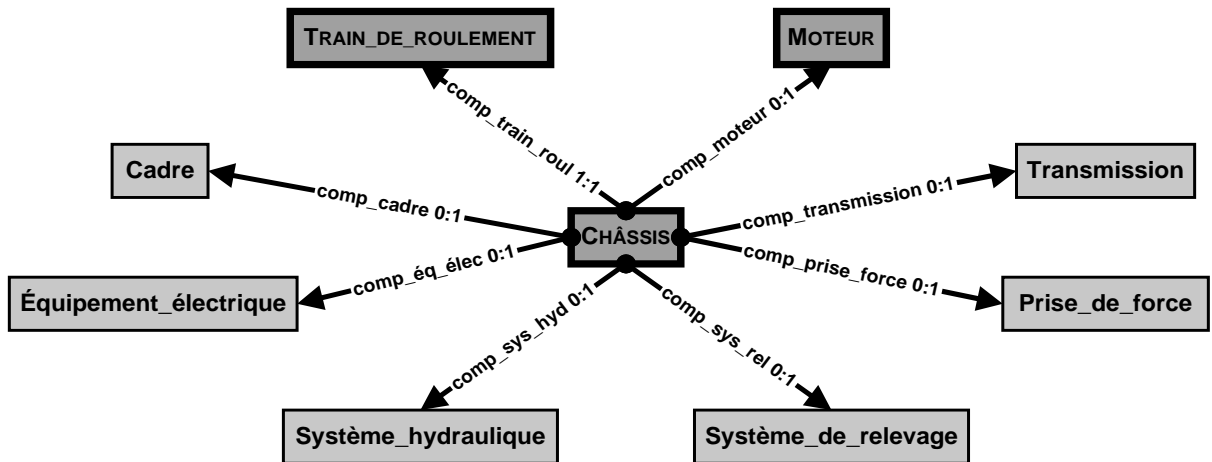 TRAIN_DE_ROULEMENT
MOTEUR
comp_train_roul 1:1
comp_moteur 0:1
Cadre
Transmission
comp_cadre 0:1
comp_transmission 0:1
CHÂSSIS
comp_éq_élec 0:1
comp_prise_force 0:1
Équipement_électrique
Prise_de_force
comp_sys_hyd 0:1
comp_sys_rel 0:1
Système_hydraulique
Système_de_relevage